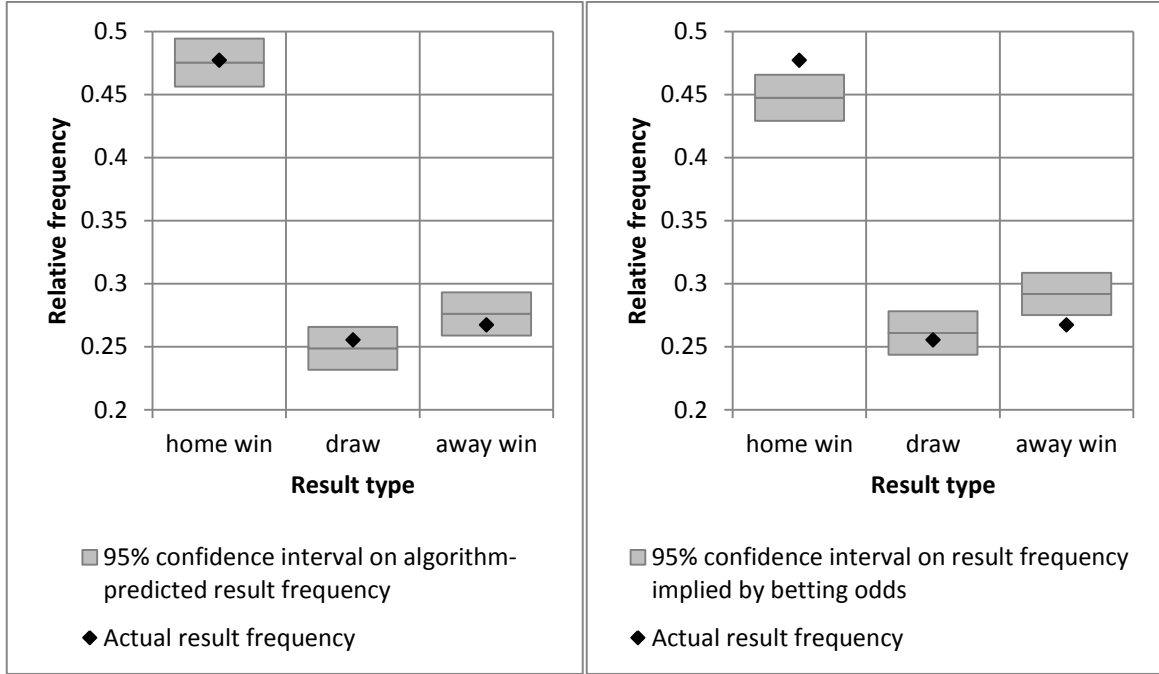 0.5
0.45
0.4
0.35
0.3
0.25
0.2
Relative frequency
home win draw away win
Result type
95% confidence interval on algorithm-
predicted result frequency
Actual result frequency
0.5
0.45
0.4
0.35
0.3
0.25
0.2
Relative frequency
home win draw away win
Result type
95% confidence interval on result frequency
implied by betting odds
Actual result frequency